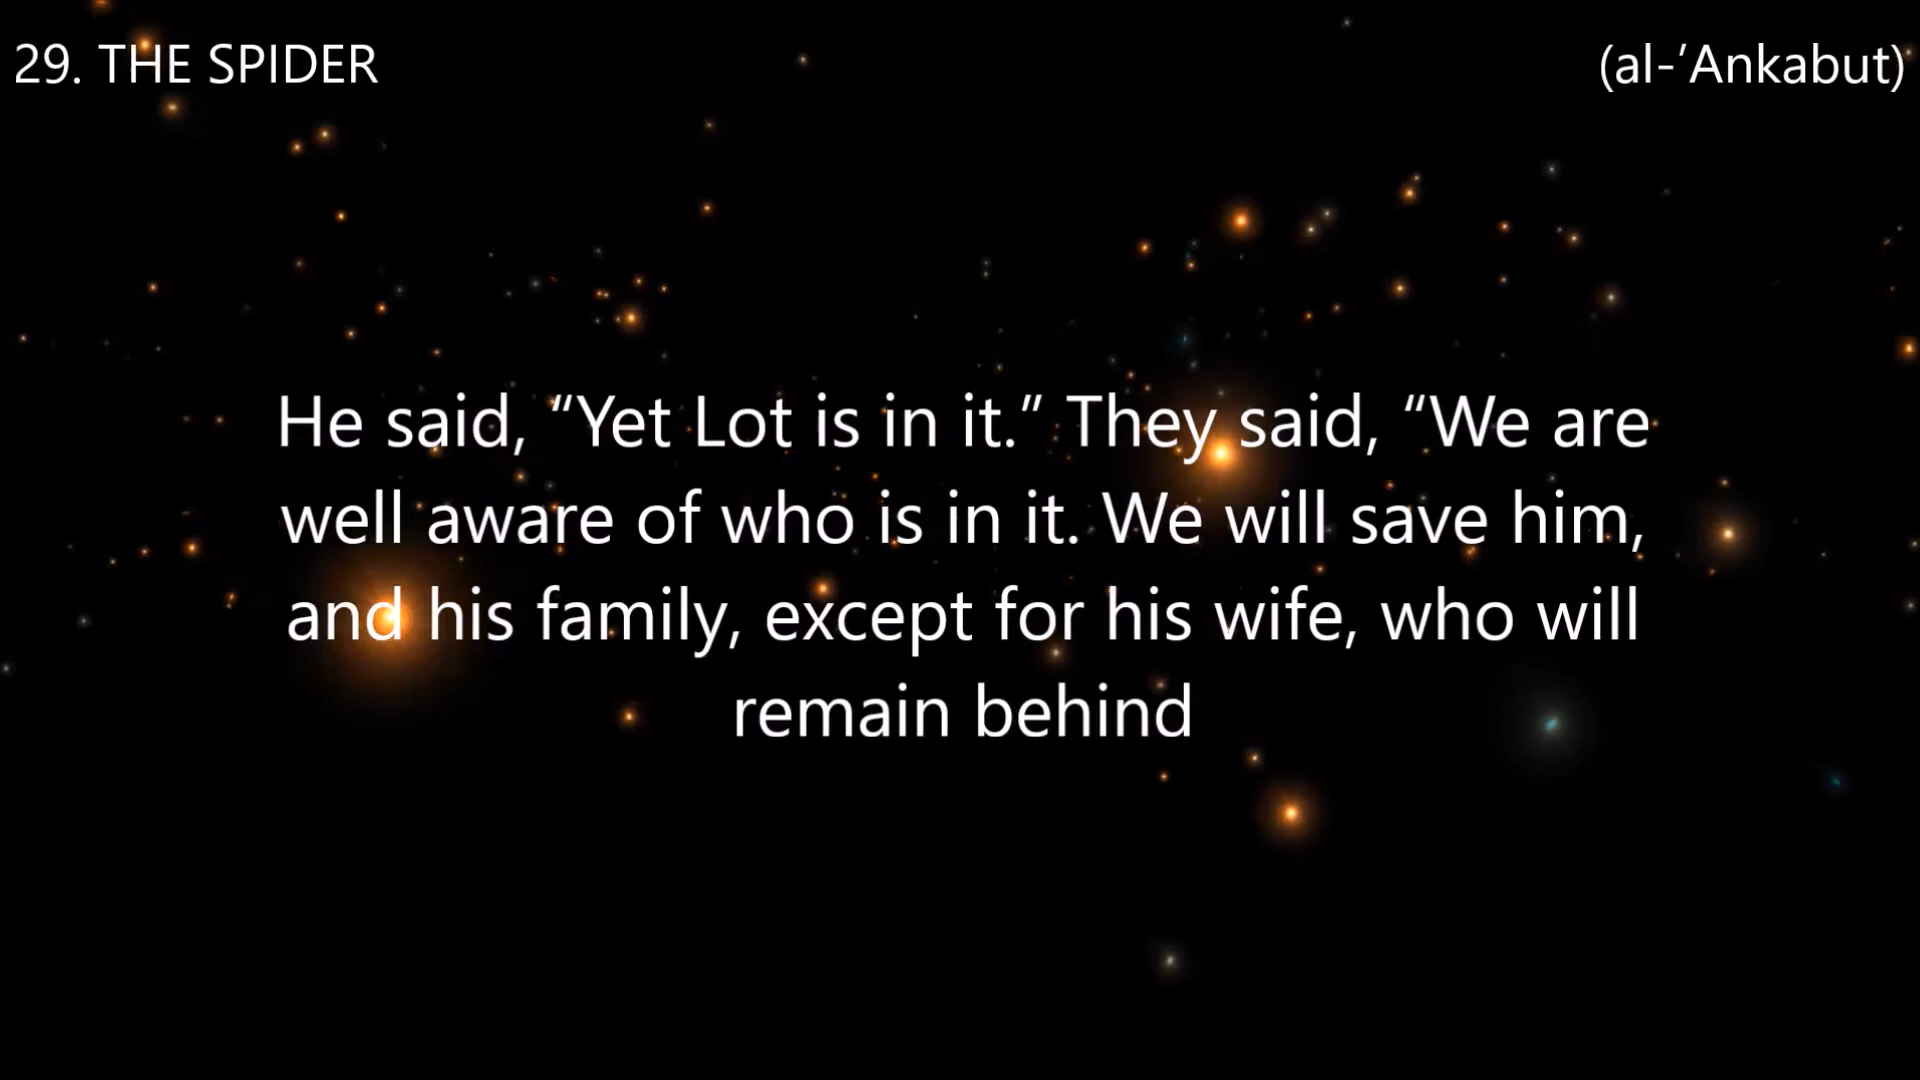 29. THE SPIDER
(al-’Ankabut)
He said, “Yet Lot is in it.” They said, “We are
well aware of who is in it. We will save him,
and his family, except for his wife, who will
remain behind